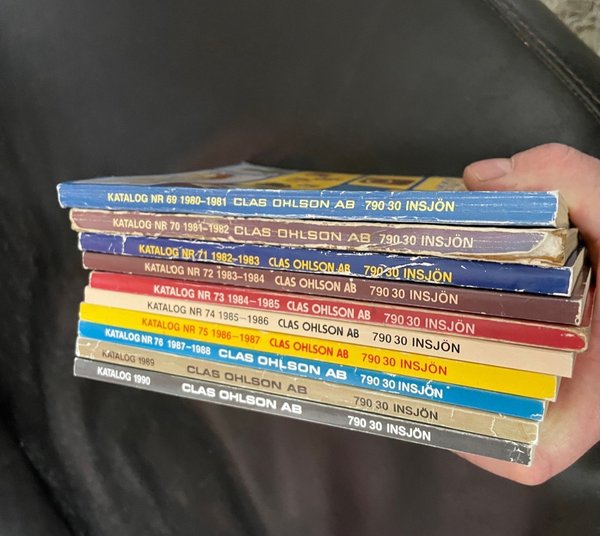 KATALOG NR 69 1980-1981 CLAS OHLSON AB 790 30 INSJÖN
KATALOG NR 70 1981-1982 CLAS OHLSON AB 790 30 INSJÖN
KATALOG NR 71 1982-1983 CLAS OHLSON AB 790 30 INSJÖN
KATALOG NR 72 1983-1984 CLAS OHLSON AB 790 30 INSJÖN
KATALOG NR 73 1984-1985 CLAS OHLSON AB 790 30 INSJÖN
KATALOG NR 74 1985-1986 CLAS OHLSON AB 790 30 INSJÖN
KATALOG NR 75 1986-1987 CLAS OHLSON AB 790 30 INSJÖN
KATALOG NR 76 1987-1988 CLAS OHLSON AB 790 30 INSJÖN
KATALOG 1989 CLAS OHLSON AB 790 30 INSJÖN
KATALOG 1990 CLAS OHLSON AB 790 30 INSJÖN